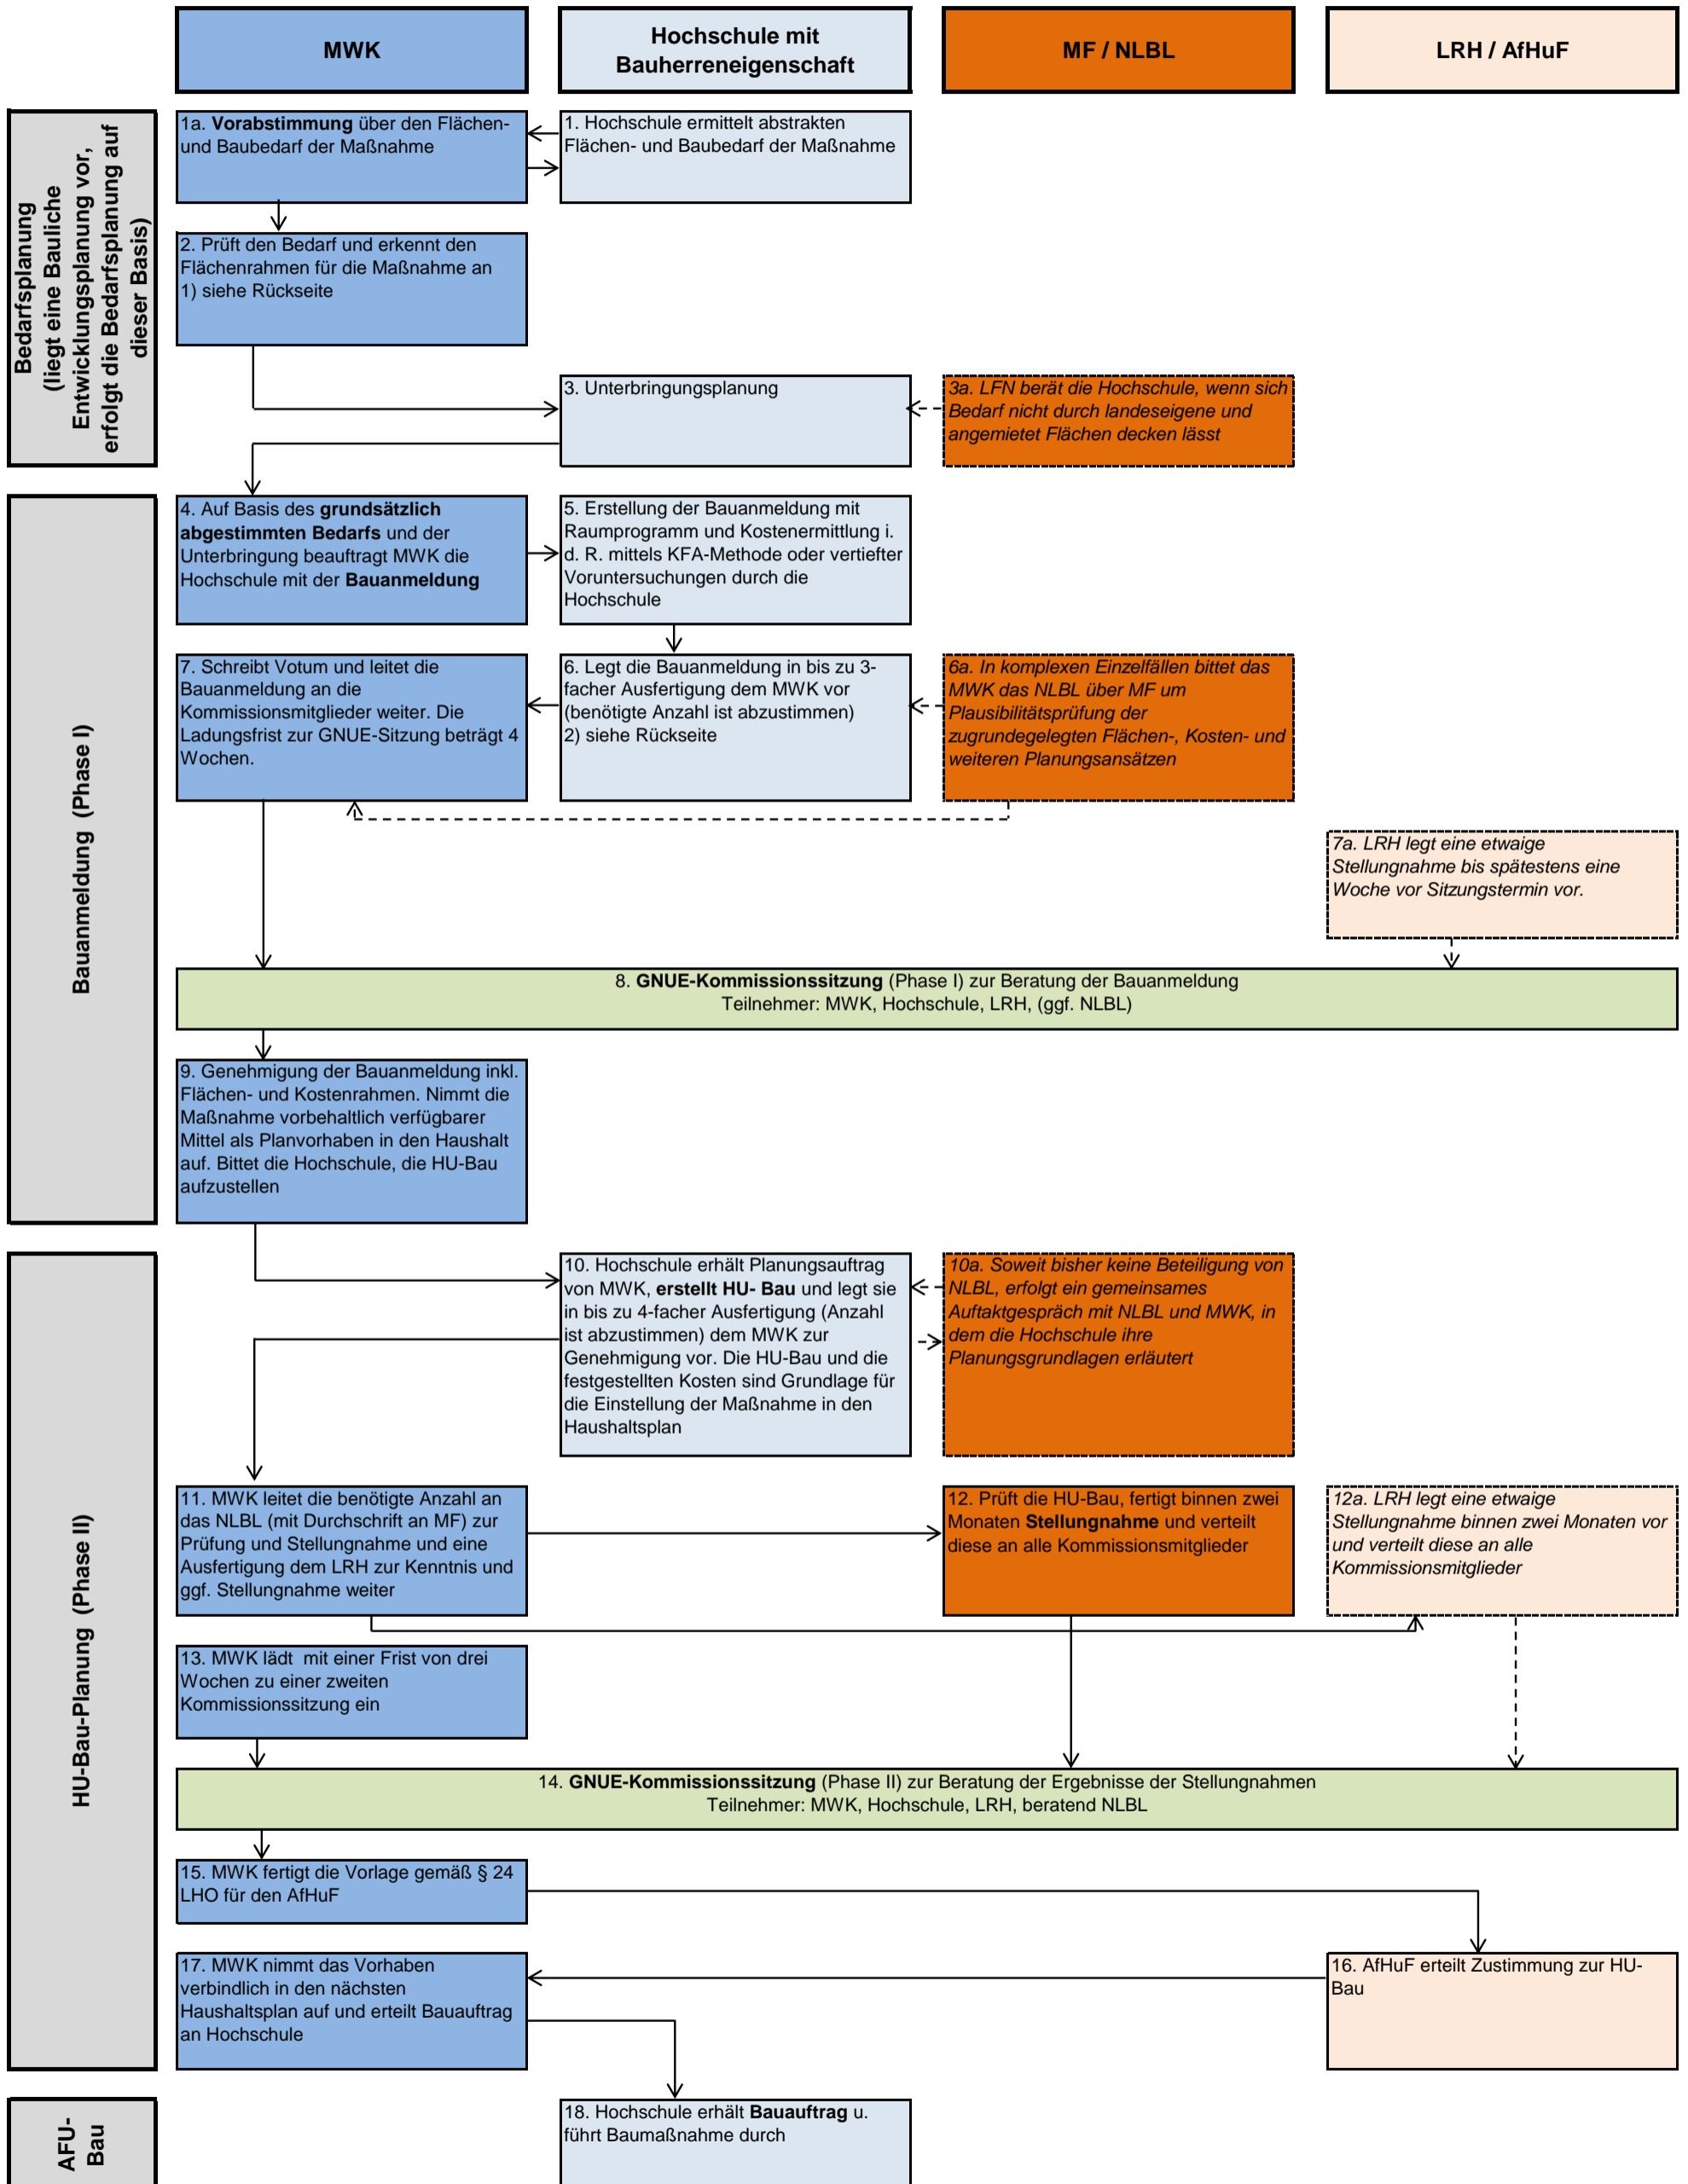 MWK
Hochschule mit
Bauherreneigenschaft
MF / NLBL
LRH / AfHuF
Bedarfsplanung
(liegt eine Bauliche
Entwicklungsplanung vor,
erfolgt die Bedarfsplanung auf
dieser Basis)
1a. Vorabstimmung über den Flächen-
und Baubedarf der Maßnahme
1. Hochschule ermittelt abstrakten
Flächen- und Baubedarf der Maßnahme
2. Prüft den Bedarf und erkennt den
Flächenrahmen für die Maßnahme an
1) siehe Rückseite
3. Unterbringungsplanung
3a. LFN berät die Hochschule, wenn sich
Bedarf nicht durch landeseigene und
angemietet Flächen decken lässt
Bauanmeldung (Phase I)
4. Auf Basis des grundsätzlich
abgestimmten Bedarfs und der
Unterbringung beauftragt MWK die
Hochschule mit der Bauanmeldung
5. Erstellung der Bauanmeldung mit
Raumprogramm und Kostenermittlung i.
d. R. mittels KFA-Methode oder vertiefter
Voruntersuchungen durch die
Hochschule
7. Schreibt Votum und leitet die
Bauanmeldung an die
Kommissionsmitglieder weiter. Die
Ladungsfrist zur GNUE-Sitzung beträgt 4
Wochen.
6. Legt die Bauanmeldung in bis zu 3-
facher Ausfertigung dem MWK vor
(benötigte Anzahl ist abzustimmen)
2) siehe Rückseite
6a. In komplexen Einzelfällen bittet das
MWK das NLBL über MF um
Plausibilitätsprüfung der
zugrundegelegten Flächen-, Kosten- und
weiteren Planungsansätzen
7a. LRH legt eine etwaige
Stellungnahme bis spätestens eine
Woche vor Sitzungstermin vor.
8. GNUE-Kommissionssitzung (Phase I) zur Beratung der Bauanmeldung
Teilnehmer: MWK, Hochschule, LRH, (ggf. NLBL)
9. Genehmigung der Bauanmeldung inkl.
Flächen- und Kostenrahmen. Nimmt die
Maßnahme vorbehaltlich verfügbarer
Mittel als Planvorhaben in den Haushalt
auf. Bittet die Hochschule, die HU-Bau
aufzustellen
HU-Bau-Planung (Phase II)
10. Hochschule erhält Planungsauftrag
von MWK, erstellt HU- Bau und legt sie
in bis zu 4-facher Ausfertigung (Anzahl
ist abzustimmen) dem MWK zur
Genehmigung vor. Die HU-Bau und die
festgestellten Kosten sind Grundlage für
die Einstellung der Maßnahme in den
Haushaltsplan
10a. Soweit bisher keine Beteiligung von
NLBL, erfolgt ein gemeinsames
Auftaktgespräch mit NLBL und MWK, in
dem die Hochschule ihre
Planungsgrundlagen erläutert
11. MWK leitet die benötigte Anzahl an
das NLBL (mit Durchschrift an MF) zur
Prüfung und Stellungnahme und eine
Ausfertigung dem LRH zur Kenntnis und
ggf. Stellungnahme weiter
12. Prüft die HU-Bau, fertigt binnen zwei
Monaten Stellungnahme und verteilt
diese an alle Kommissionsmitglieder
12a. LRH legt eine etwaige
Stellungnahme binnen zwei Monaten vor
und verteilt diese an alle
Kommissionsmitglieder
13. MWK lädt mit einer Frist von drei
Wochen zu einer zweiten
Kommissionssitzung ein
14. GNUE-Kommissionssitzung (Phase II) zur Beratung der Ergebnisse der Stellungnahmen
Teilnehmer: MWK, Hochschule, LRH, beratend NLBL
15. MWK fertigt die Vorlage gemäß § 24
LHO für den AfHuF
17. MWK nimmt das Vorhaben
verbindlich in den nächsten
Haushaltsplan auf und erteilt Bauauftrag
an Hochschule
16. AfHuF erteilt Zustimmung zur HU-
Bau
AFU-
Bau
18. Hochschule erhält Bauauftrag u.
führt Baumaßnahme durch